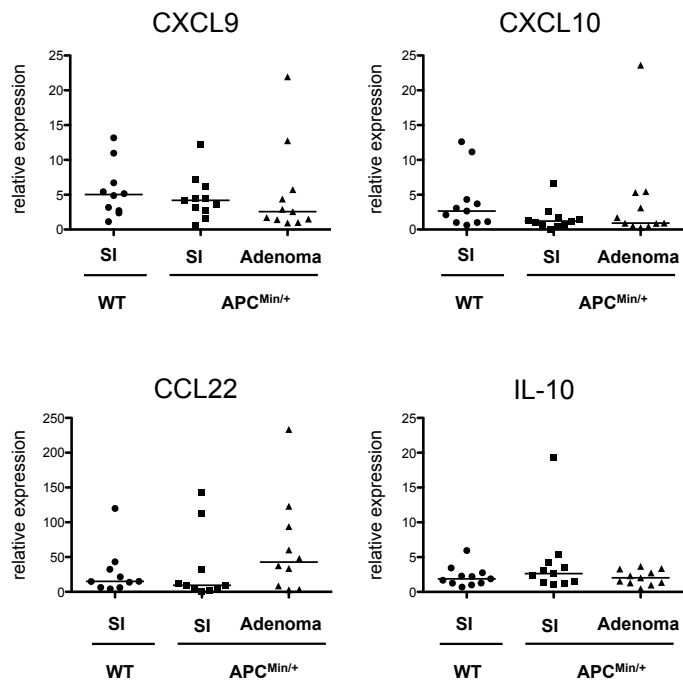 CXCL9
relative expression
25
20
15
10
5
0
SI
SI
Adenoma
WT
APCMin/+
CXCL10
relative expression
25
20
15
10
5
0
SI
SI
Adenoma
WT
APCMin/+
CCL22
relative expression
250
200
150
100
50
0
SI
SI
Adenoma
WT
APCMin/+
IL-10
relative expression
25
20
15
10
5
0
SI
SI
Adenoma
WT
APCMin/+